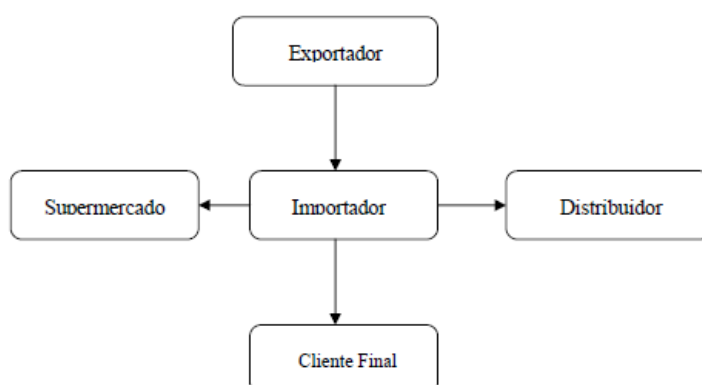 Exportador
Supermercado
Importador
Distribuidor
Cliente Final